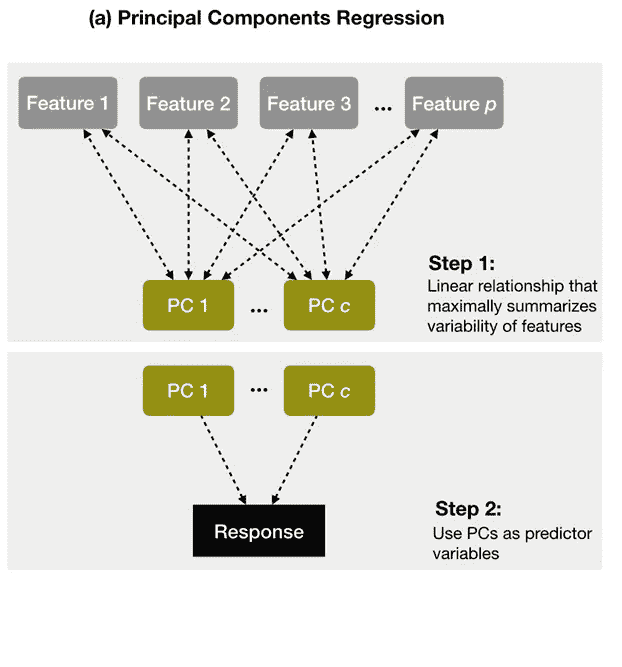 (a) Principal Components Regression
Feature 1
Feature 2
Feature 3
...
Feature p
PC 1
...
PC c
Step 1:
Linear relationship that
maximally summarizes
variability of features
PC 1
...
PC c
Response
Step 2:
Use PCs as predictor
variables